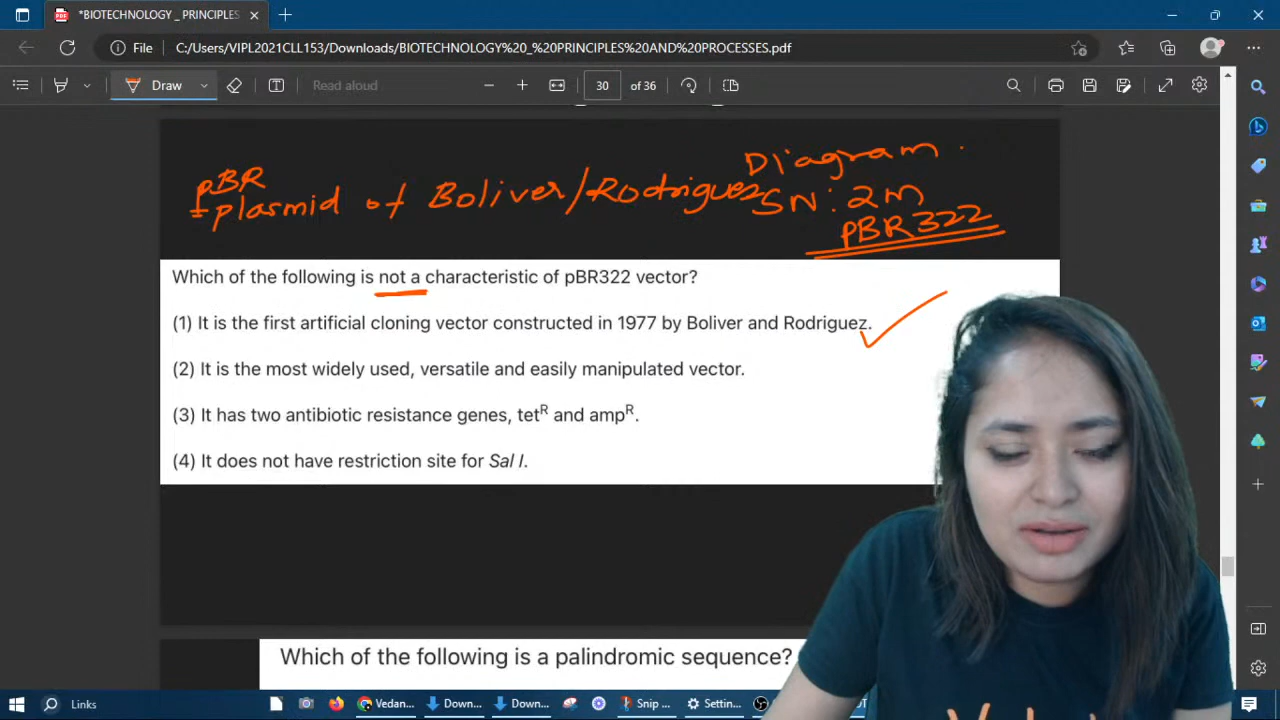 *BIOTECHNOLOGY _ PRINCIPLES
File C:/Users/VIPL2021CLL153/Downloads/BIOTECHNOLOGY%20_%20PRINCIPLES%20AND%20PROCESSES.pdf
Draw Read aloud 30 of 36
Diagram
pBR
plasmid of Boliver/Rodriguez SN: 2m
pBR322
Which of the following is not a characteristic of pBR322 vector?
(1) It is the first artificial cloning vector constructed in 1977 by Boliver and Rodriguez.
(2) It is the most widely used, versatile and easily manipulated vector.
(3) It has two antibiotic resistance genes, tetᴿ and ampᴿ.
(4) It does not have restriction site for Sal I.
Which of the following is a palindromic sequence?
Links Vedan... Down... Down... Snip ... Settin...